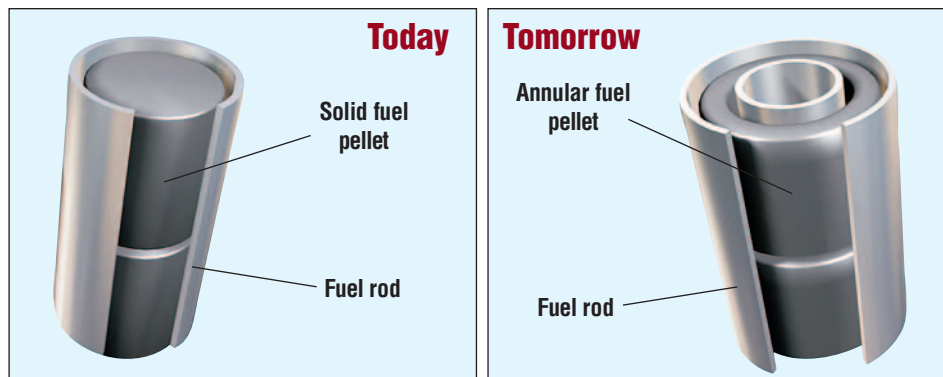 Today
Solid fuel
pellet
Fuel rod
Tomorrow
Annular fuel
pellet
Fuel rod